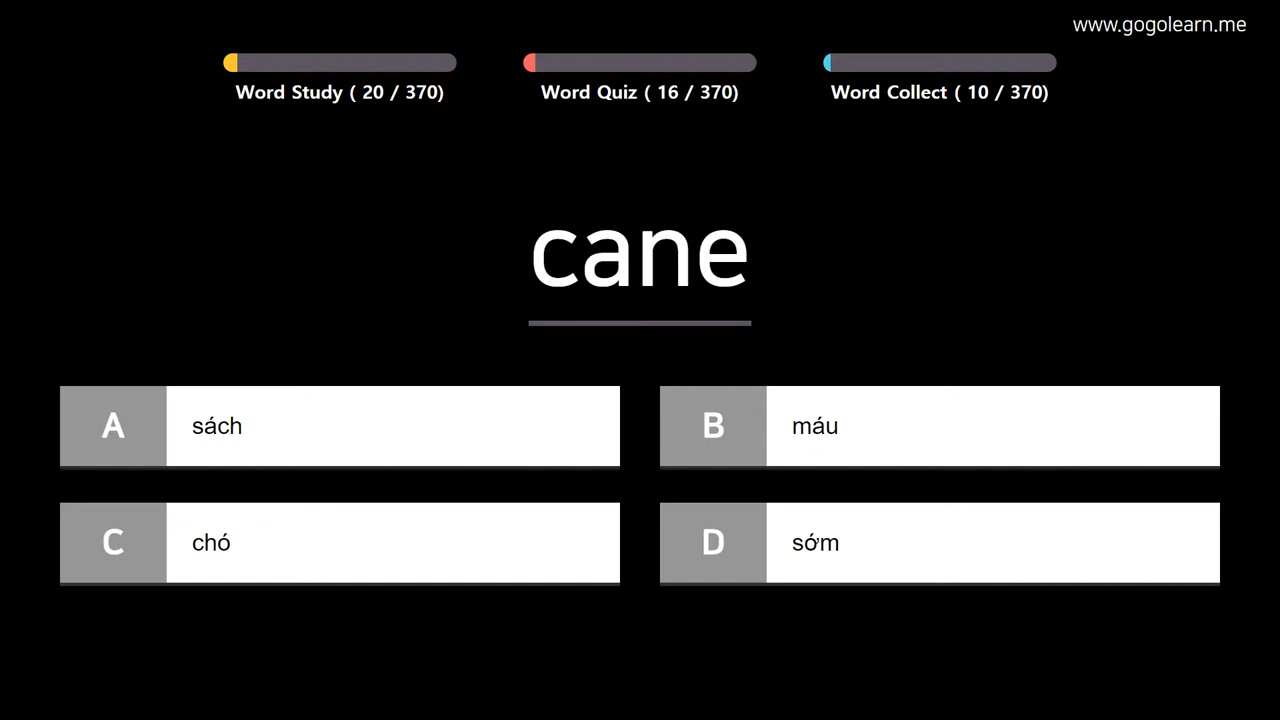 www.gogolearn.me
Word Study ( 20 / 370)
Word Quiz ( 16 / 370)
Word Collect ( 10 / 370)
cane
A sách
B máu
C chó
D sớm